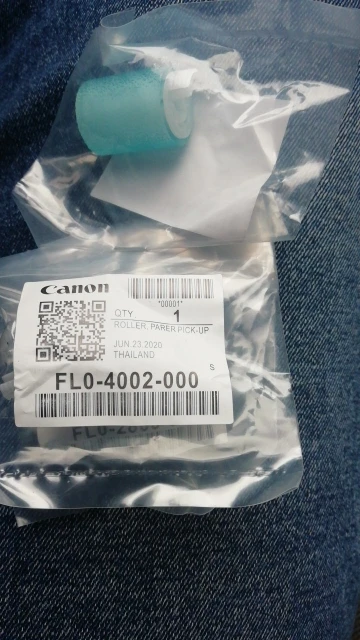 Canon
*00001*
QTY. 1
ROLLER, PAPER PICK-UP
JUN.23.2020
THAILAND
S
FL0-4002-000